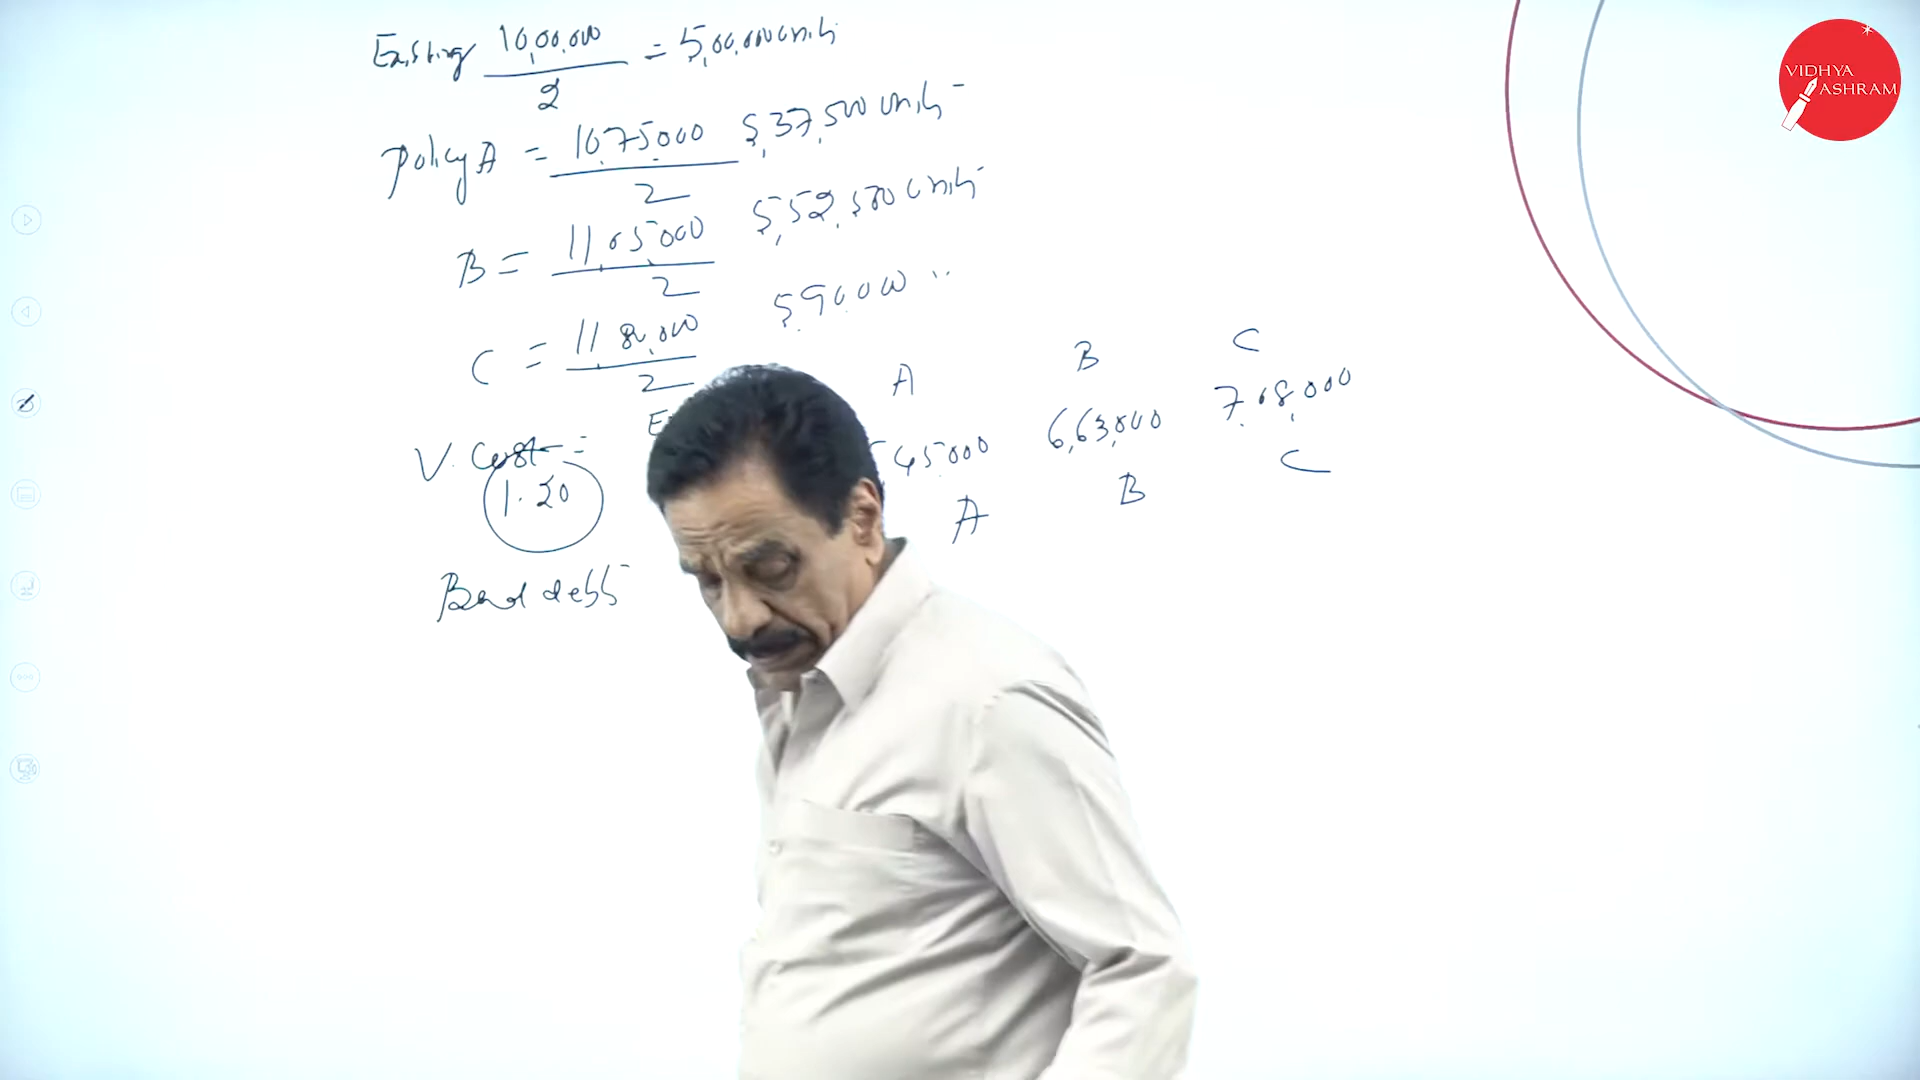 Existing 10,00,000 / 2 = 5,00,000 units
Policy A = 10,75,000 / 2 5,37,500 units
B = 11,05,000 / 2 5,52,500 units
C = 11,80,000 / 2 5,90,000 "
A B C
V. Cost = 45,000 6,63,000 7,08,000
1.20
A B C
Bad debts
VIDHYA
ASHRAM